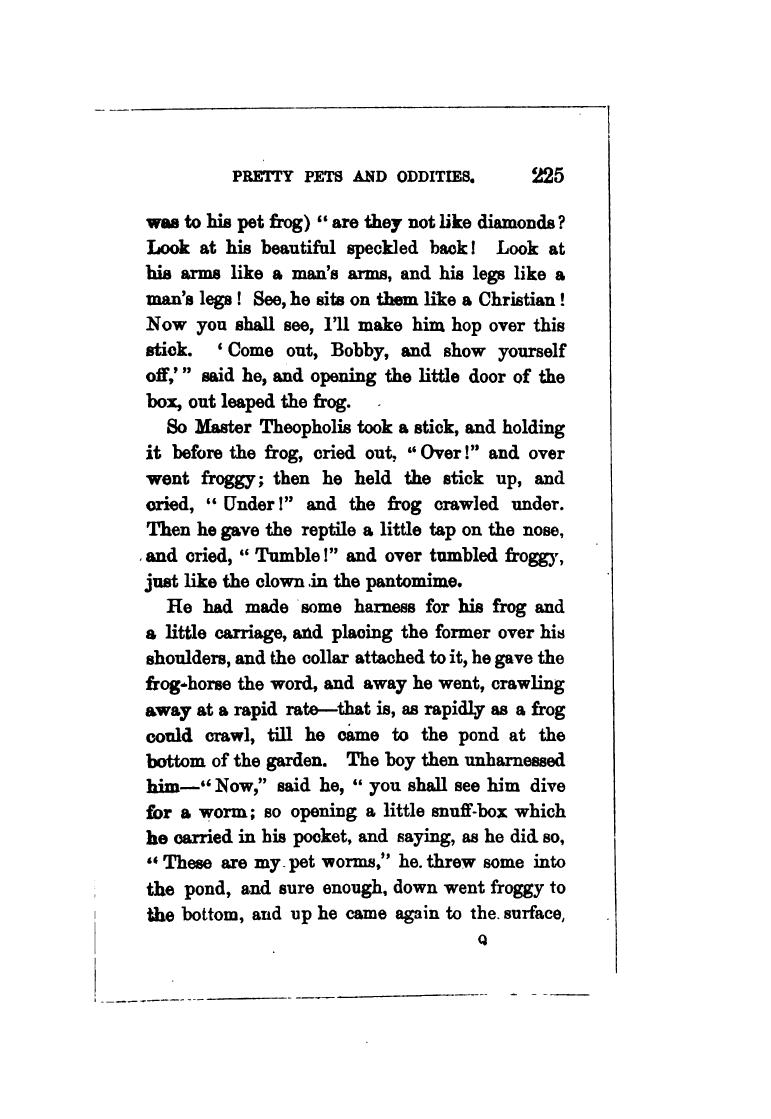 PRETTY PETS AND ODDITIES. 225
was to his pet frog) “ are they not like diamonds ?
Look at his beautiful speckled back! Look at
his arms like a man’s arms, and his legs like a
man’s legs ! See, he sits on them like a Christian !
Now you shall see, I’ll make him hop over this
stick. ‘ Come out, Bobby, and show yourself
off,’ ” said he, and opening the little door of the
box, out leaped the frog.
So Master Theopholis took a stick, and holding
it before the frog, cried out, “ Over !” and over
went froggy; then he held the stick up, and
cried, “ Under !” and the frog crawled under.
Then he gave the reptile a little tap on the nose,
and cried, “ Tumble !” and over tumbled froggy,
just like the clown in the pantomime.
He had made some harness for his frog and
a little carriage, and placing the former over his
shoulders, and the collar attached to it, he gave the
frog-horse the word, and away he went, crawling
away at a rapid rate—that is, as rapidly as a frog
could crawl, till he came to the pond at the
bottom of the garden. The boy then unharnessed
him—“ Now,” said he, “ you shall see him dive
for a worm; so opening a little snuff-box which
he carried in his pocket, and saying, as he did so,
“ These are my pet worms,” he threw some into
the pond, and sure enough, down went froggy to
the bottom, and up he came again to the surface,
Q